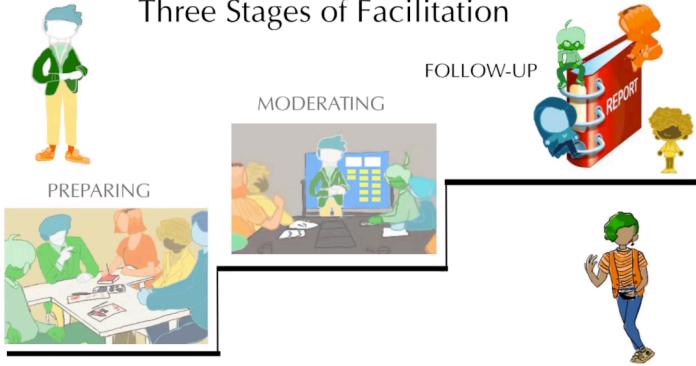 Three Stages of Facilitation
FOLLOW-UP
MODERATING
PREPARING
REPORT